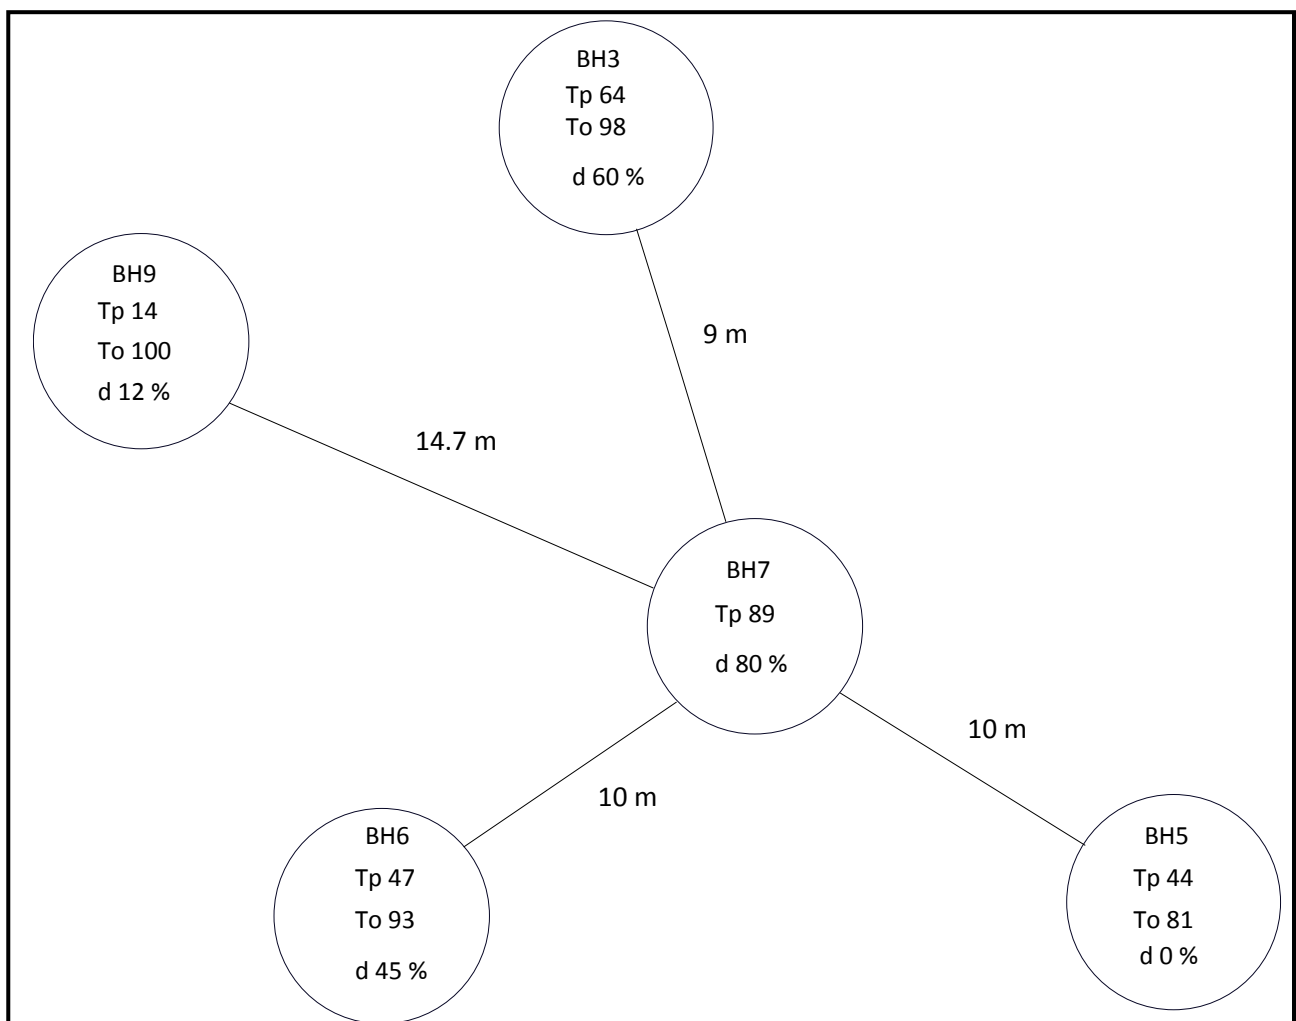 BH3
Tp 64
To 98
d 60 %
BH9
Tp 14
To 100
d 12 %
9 m
14.7 m
BH7
Tp 89
d 80 %
10 m
10 m
BH6
Tp 47
To 93
d 45 %
BH5
Tp 44
To 81
d 0 %